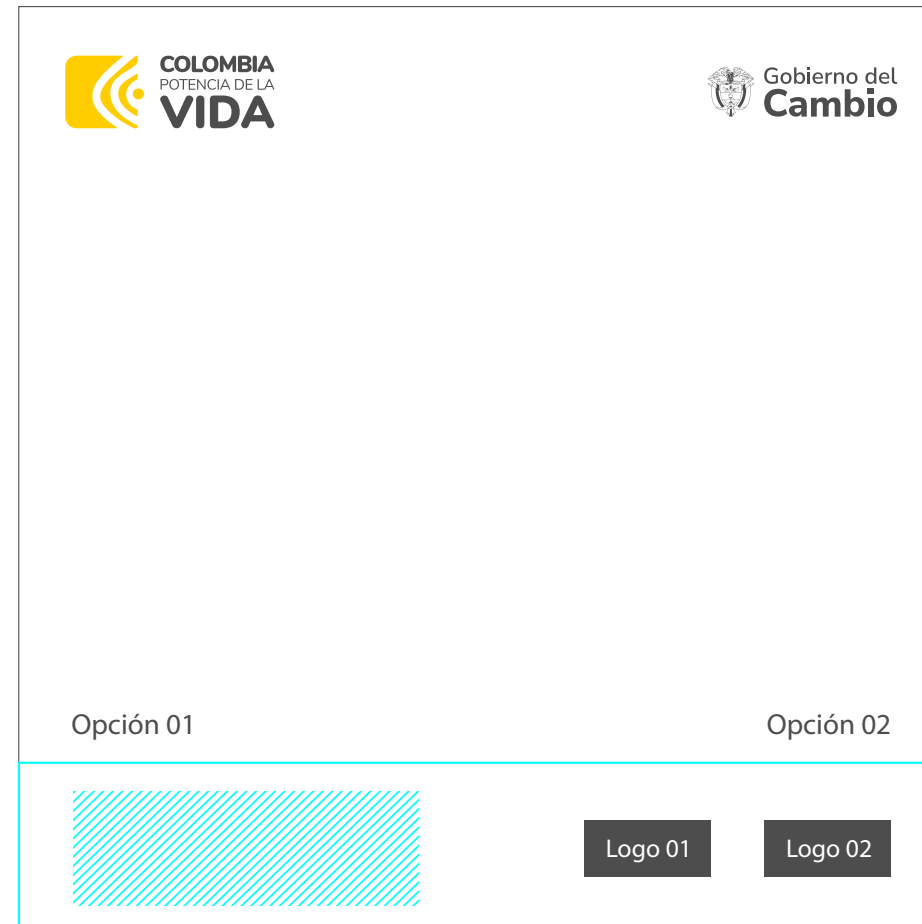 COLOMBIA
POTENCIA DE LA
VIDA
Gobierno del
Cambio
Opción 01
Opción 02
Logo 01
Logo 02